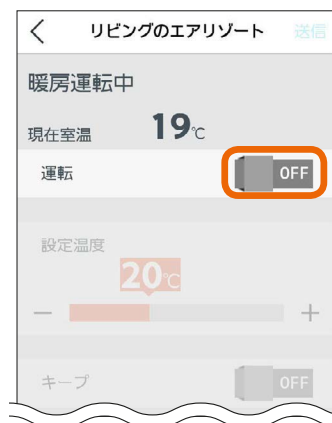 < リビングのエアリゾート 送信
暖房運転中
現在室温 19℃
運転 OFF
設定温度
20℃
− +
キープ OFF